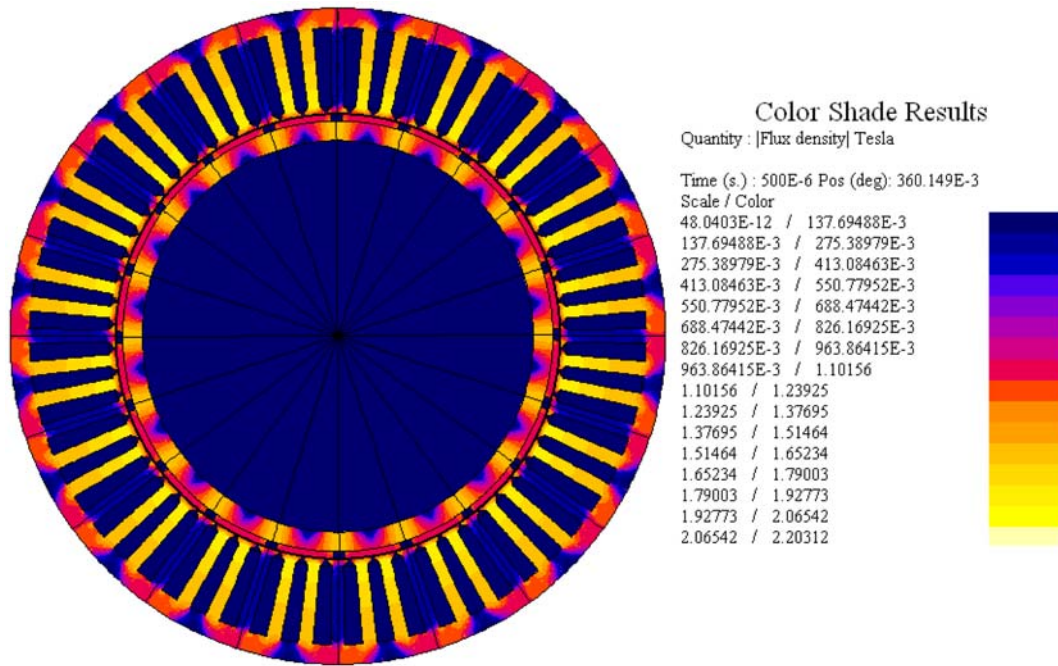 Color Shade Results
Quantity : |Flux density| Tesla
Time (s.) : 500E-6 Pos (deg): 360.149E-3
Scale / Color
48.0403E-12 / 137.69488E-3
137.69488E-3 / 275.38979E-3
275.38979E-3 / 413.08463E-3
413.08463E-3 / 550.77952E-3
550.77952E-3 / 688.47442E-3
688.47442E-3 / 826.16925E-3
826.16925E-3 / 963.86415E-3
963.86415E-3 / 1.10156
1.10156 / 1.23925
1.23925 / 1.37695
1.37695 / 1.51464
1.51464 / 1.65234
1.65234 / 1.79003
1.79003 / 1.92773
1.92773 / 2.06542
2.06542 / 2.20312